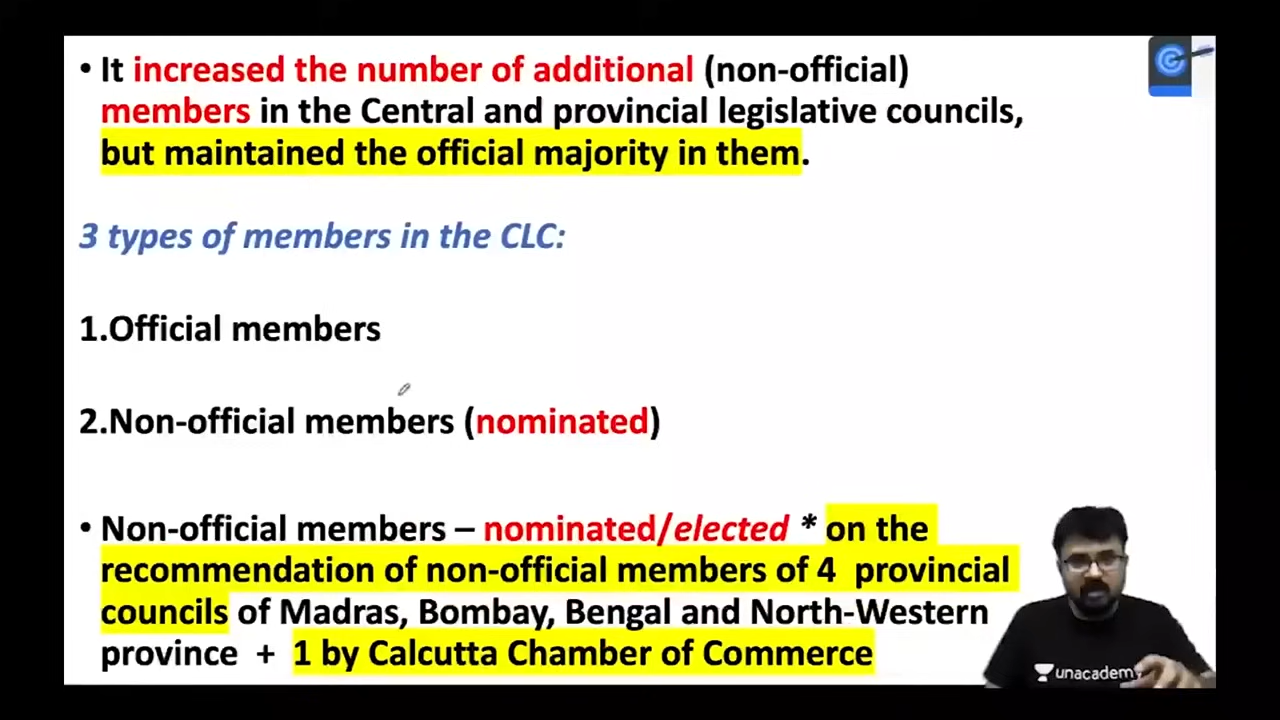 • It increased the number of additional (non-official)
members in the Central and provincial legislative councils,
but maintained the official majority in them.
3 types of members in the CLC:
1.Official members
2.Non-official members (nominated)
• Non-official members – nominated/elected * on the
recommendation of non-official members of 4 provincial
councils of Madras, Bombay, Bengal and North-Western
province + 1 by Calcutta Chamber of Commerce
unacademy